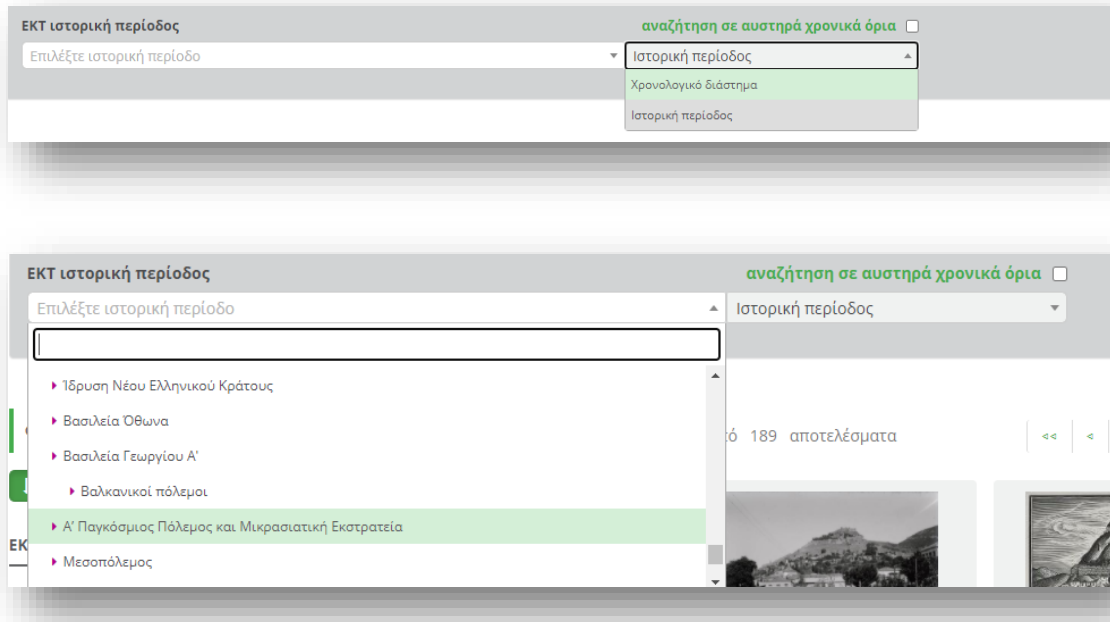 ΕΚΤ ιστορική περίοδος αναζήτηση σε αυστηρά χρονικά όρια
Επιλέξτε ιστορική περίοδο Ιστορική περίοδος
Χρονολογικό διάστημα
Ιστορική περίοδος
ΕΚΤ ιστορική περίοδος αναζήτηση σε αυστηρά χρονικά όρια
Επιλέξτε ιστορική περίοδο Ιστορική περίοδος
Ίδρυση Νέου Ελληνικού Κράτους
Βασιλεία Όθωνα
189 αποτελέσματα << <
Βασιλεία Γεωργίου Α'
Βαλκανικοί πόλεμοι
Α' Παγκόσμιος Πόλεμος και Μικρασιατική Εκστρατεία
Μεσοπόλεμος